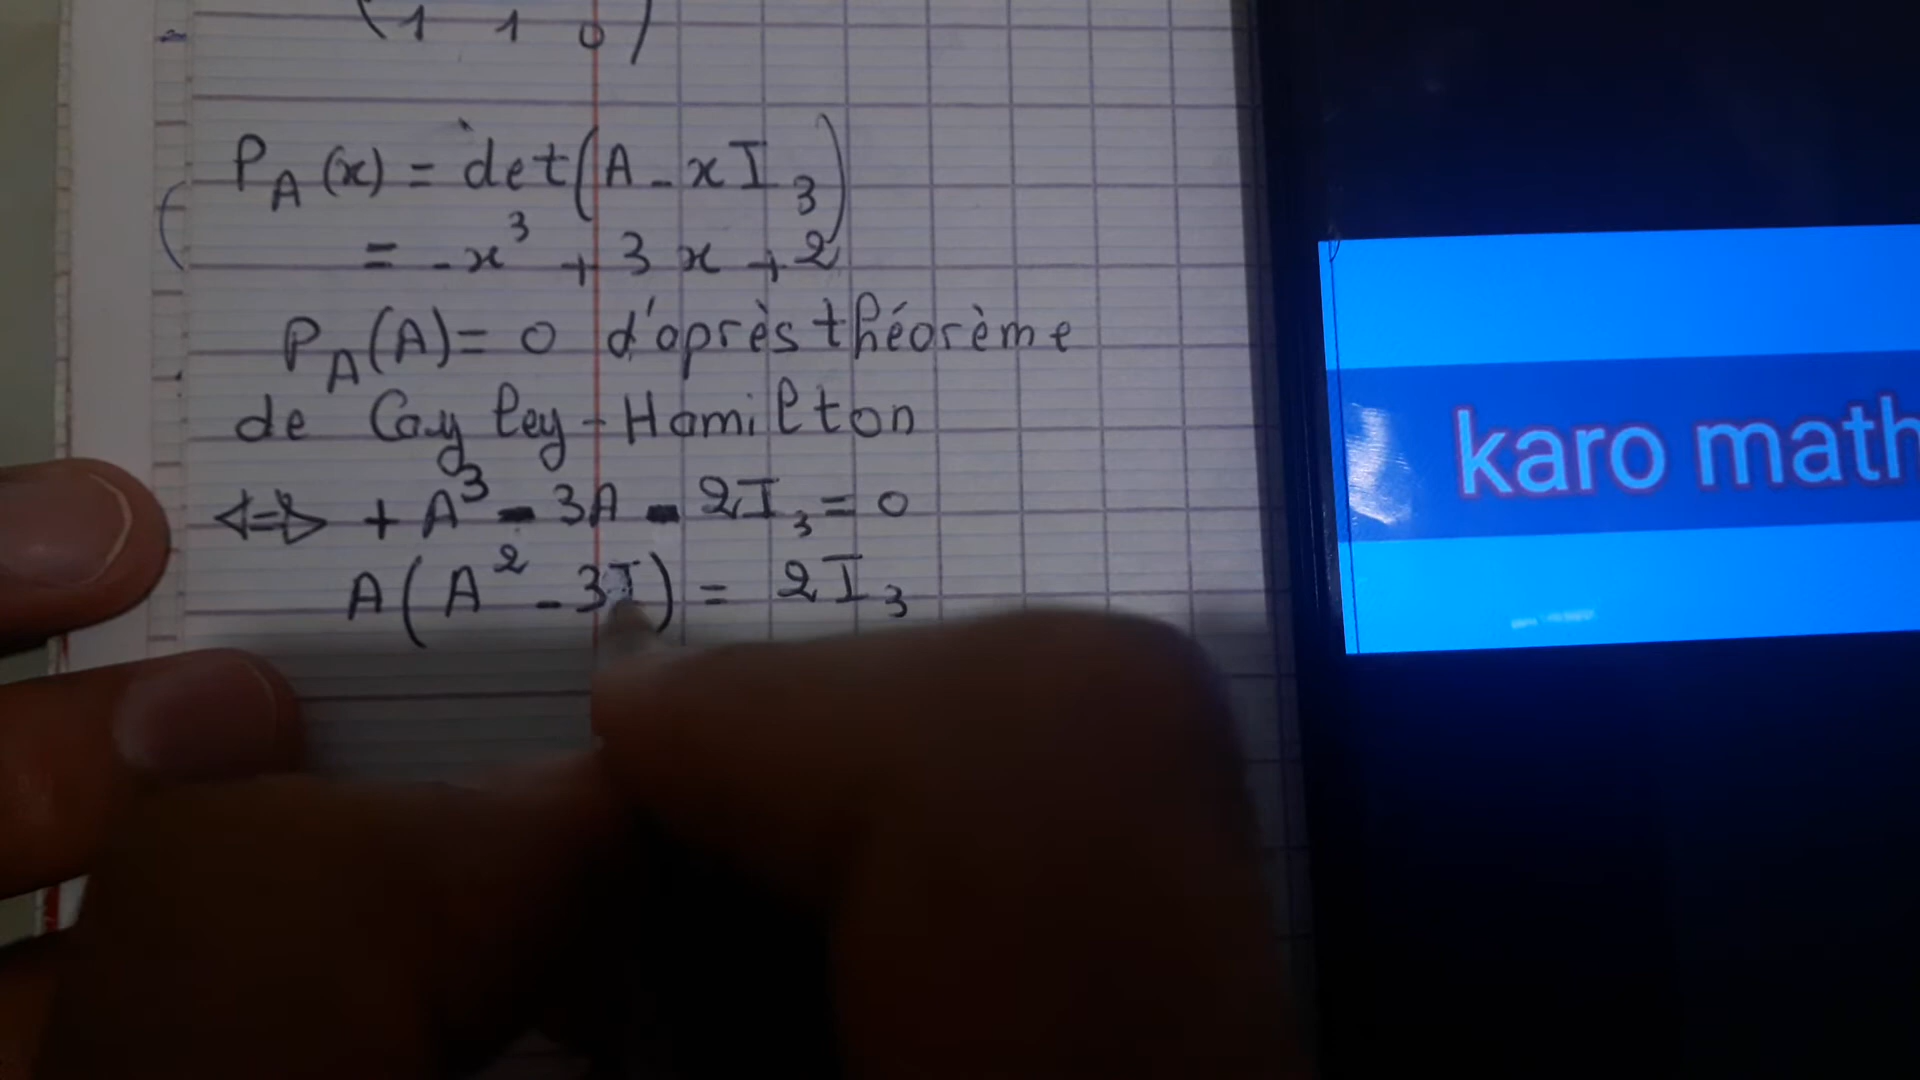 (1 1 0)
P_A(x) = det(A - xI_3)
= -x^3 + 3x + 2
P_A(A) = 0 d'après théorème
de Cayley-Hamilton
<=> + A^3 - 3A - 2I_3 = 0
A(A^2 - 3I) = 2I_3
karo math